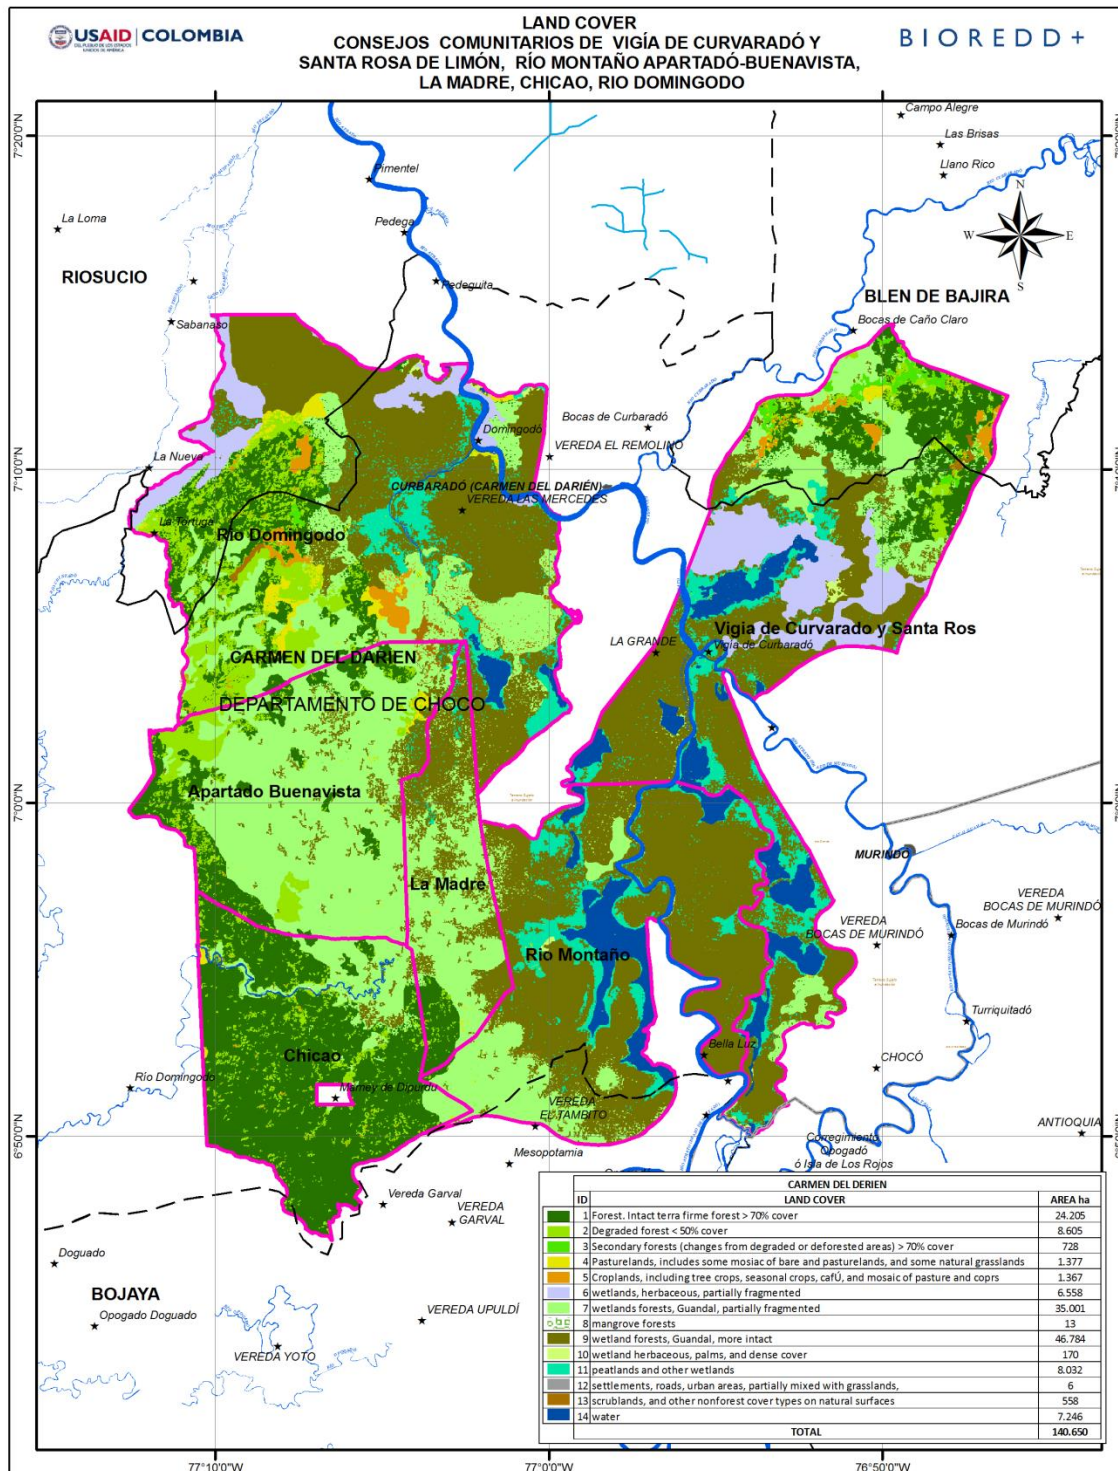 USAID
DEL PUEBLO DE LOS ESTADOS
UNIDOS DE AMÉRICA
COLOMBIA
LAND COVER
CONSEJOS COMUNITARIOS DE VIGÍA DE CURVARADÓ Y
SANTA ROSA DE LIMÓN, RÍO MONTAÑO APARTADÓ-BUENAVISTA,
LA MADRE, CHICAO, RIO DOMINGODO
BIOREDD+
7°20'0"N
7°10'0"N
7°0'0"N
6°50'0"N
Campo Alegre
Las Brisas
Llano Rico
N
W
E
S
Pimentel
La Loma
Pedega
RIOSUCIO
Pedeguita
BLEN DE BAJIRA
Sabanaso
Bocas de Caño Claro
Bocas de Curbaradó
Domingodó
VEREDA EL REMOLINO
La Nueva
CURBARADÓ (CARMEN DEL DARIÉN)
VEREDA LAS MERCEDES
La Tortuga
Río Domingodo
Vigia de Curvarado y Santa Ros
LA GRANDE
Vigia de Curbaradó
CARMEN DEL DARIEN
DEPARTAMENTO DE CHOCO
Apartado Buenavista
MURINDÓ
La Madre
VEREDA
BOCAS DE MURINDÓ
VEREDA
BOCAS DE MURINDÓ
Bocas de Murindó
Rio Montaño
Turriquitadó
Chicao
Bella Luz
CHOCÓ
Río Domingodo
Mamey de Dipurdu
VEREDA
EL TAMBITO
ANTIOQUIA
Corregimiento
Opogadó
ó Isla de Los Rojos
Mesopotamia
Vereda Garval
VEREDA
GARVAL
Doguado
BOJAYA
Opogado Doguado
VEREDA UPULDÍ
VEREDA YOTO
CARMEN DEL DERIEN
ID LAND COVER AREA ha
1 Forest. Intact terra firme forest > 70% cover 24.205
2 Degraded forest < 50% cover 8.605
3 Secondary forests (changes from degraded or deforested areas) > 70% cover 728
4 Pasturelands, includes some mosiac of bare and pasturelands, and some natural grasslands 1.377
5 Croplands, including tree crops, seasonal crops, cafÚ, and mosaic of pasture and coprs 1.367
6 wetlands, herbaceous, partially fragmented 6.558
7 wetlands forests, Guandal, partially fragmented 35.001
8 mangrove forests 13
9 wetland forests, Guandal, more intact 46.784
10 wetland herbaceous, palms, and dense cover 170
11 peatlands and other wetlands 8.032
12 settlements, roads, urban areas, partially mixed with grasslands, 6
13 scrublands, and other nonforest cover types on natural surfaces 558
14 water 7.246
TOTAL 140.650
77°10'0"W
77°0'0"W
76°50'0"W